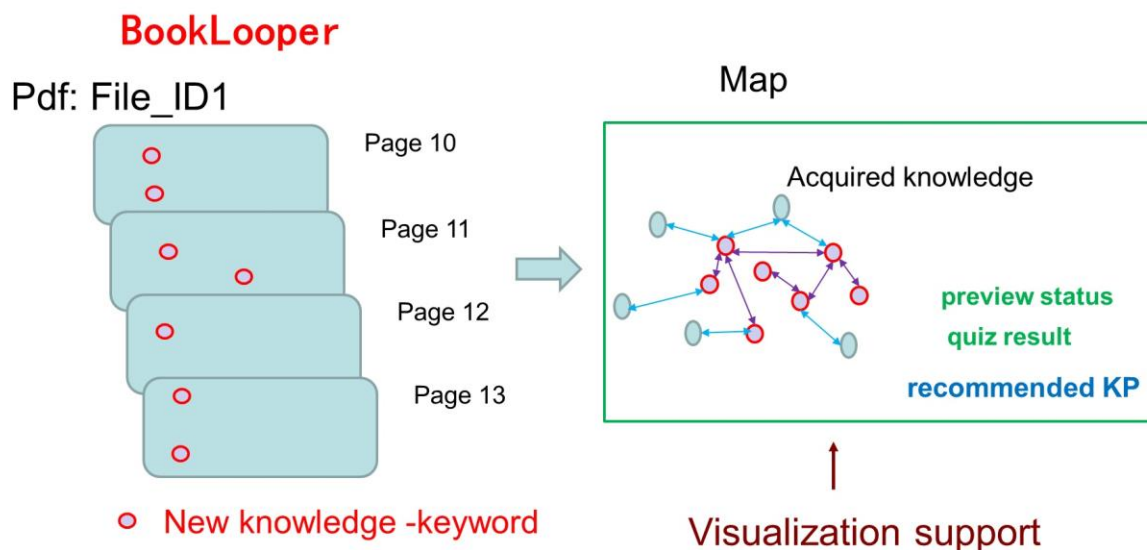 BookLooper
Pdf: File_ID1
Page 10
Page 11
Page 12
Page 13
New knowledge -keyword
Map
Acquired knowledge
preview status
quiz result
recommended KP
Visualization support